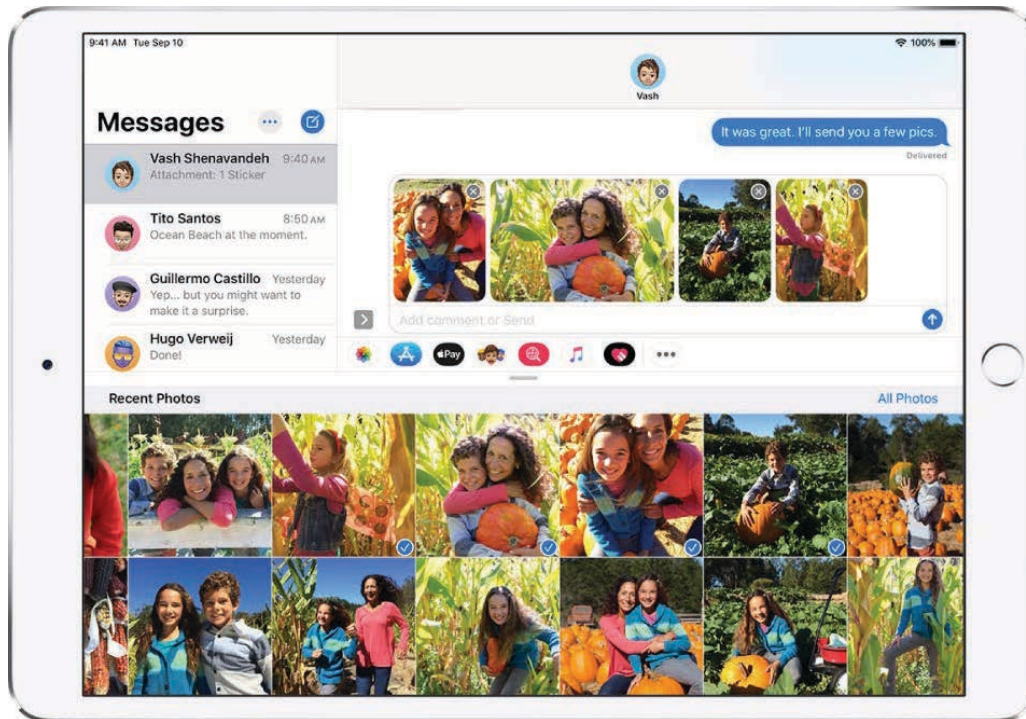 9:41 AM Tue Sep 10
100%
Messages
Vash Shenavandeh 9:40 AM
Attachment: 1 Sticker
Tito Santos 8:50 AM
Ocean Beach at the moment.
Guillermo Castillo Yesterday
Yep... but you might want to
make it a surprise.
Hugo Verweij Yesterday
Done!
Vash
It was great. I'll send you a few pics.
Delivered
Add comment or Send
Pay
Recent Photos
All Photos